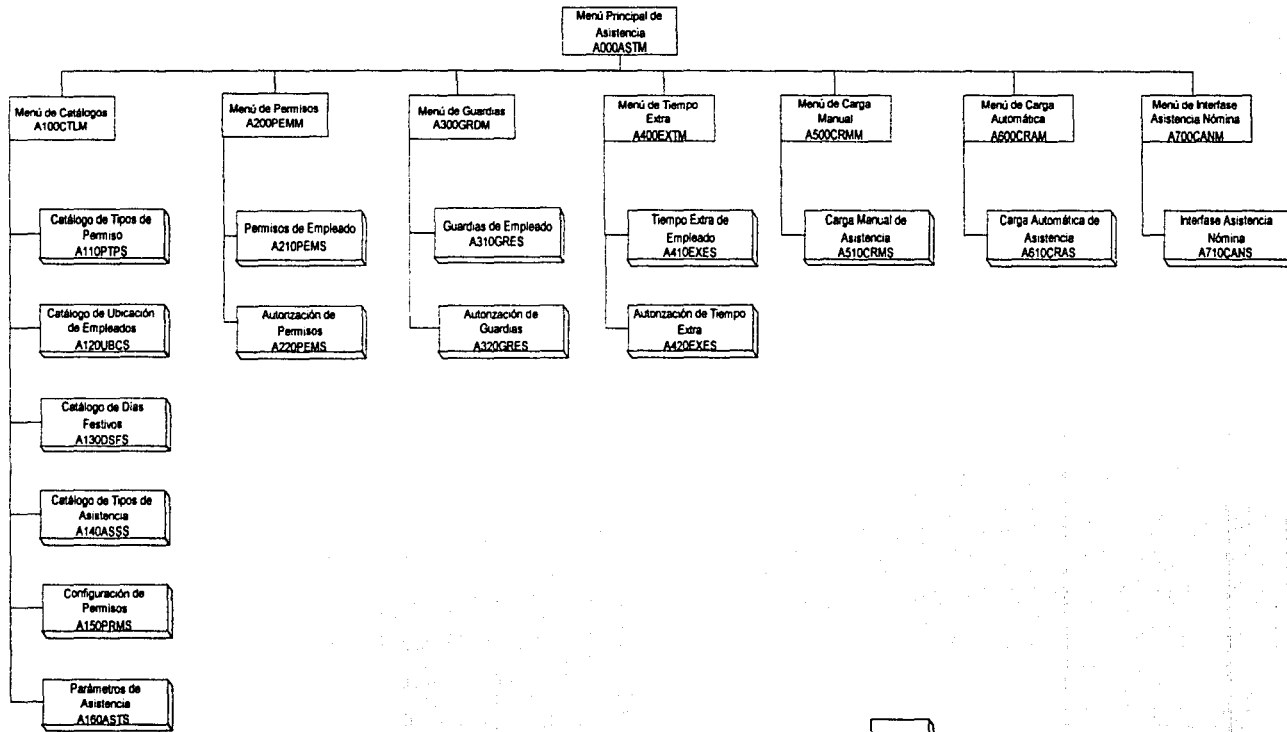 Menú Principal de
Asistencia
A000ASTM
Menú de Catálogos
A100CTLM
Menú de Permisos
A200PEMM
Menú de Guardias
A300GRDM
Menú de Tiempo
Extra
A400EXTM
Menú de Carga
Manual
A500CRMM
Menú de Carga
Automática
A600CRAM
Menú de Interfase
Asistencia Nómina
A700CANM
Catálogo de Tipos de
Permiso
A110PTPS
Permisos de Empleado
A210PEMS
Guardias de Empleado
A310GRES
Tiempo Extra de
Empleado
A410EXES
Carga Manual de
Asistencia
A510CRMS
Carga Automática de
Asistencia
A610CRAS
Interfase Asistencia
Nómina
A710CANS
Catálogo de Ubicación
de Empleados
A120UBCS
Autorización de
Permisos
A220PEMS
Autorización de
Guardias
A320GRES
Autorización de Tiempo
Extra
A420EXES
Catálogo de Dias
Festivos
A130DSFS
Catálogo de Tipos de
Asistencia
A140ASSS
Configuración de
Permisos
A150PRMS
Parámetros de
Asistencia
A160ASTS